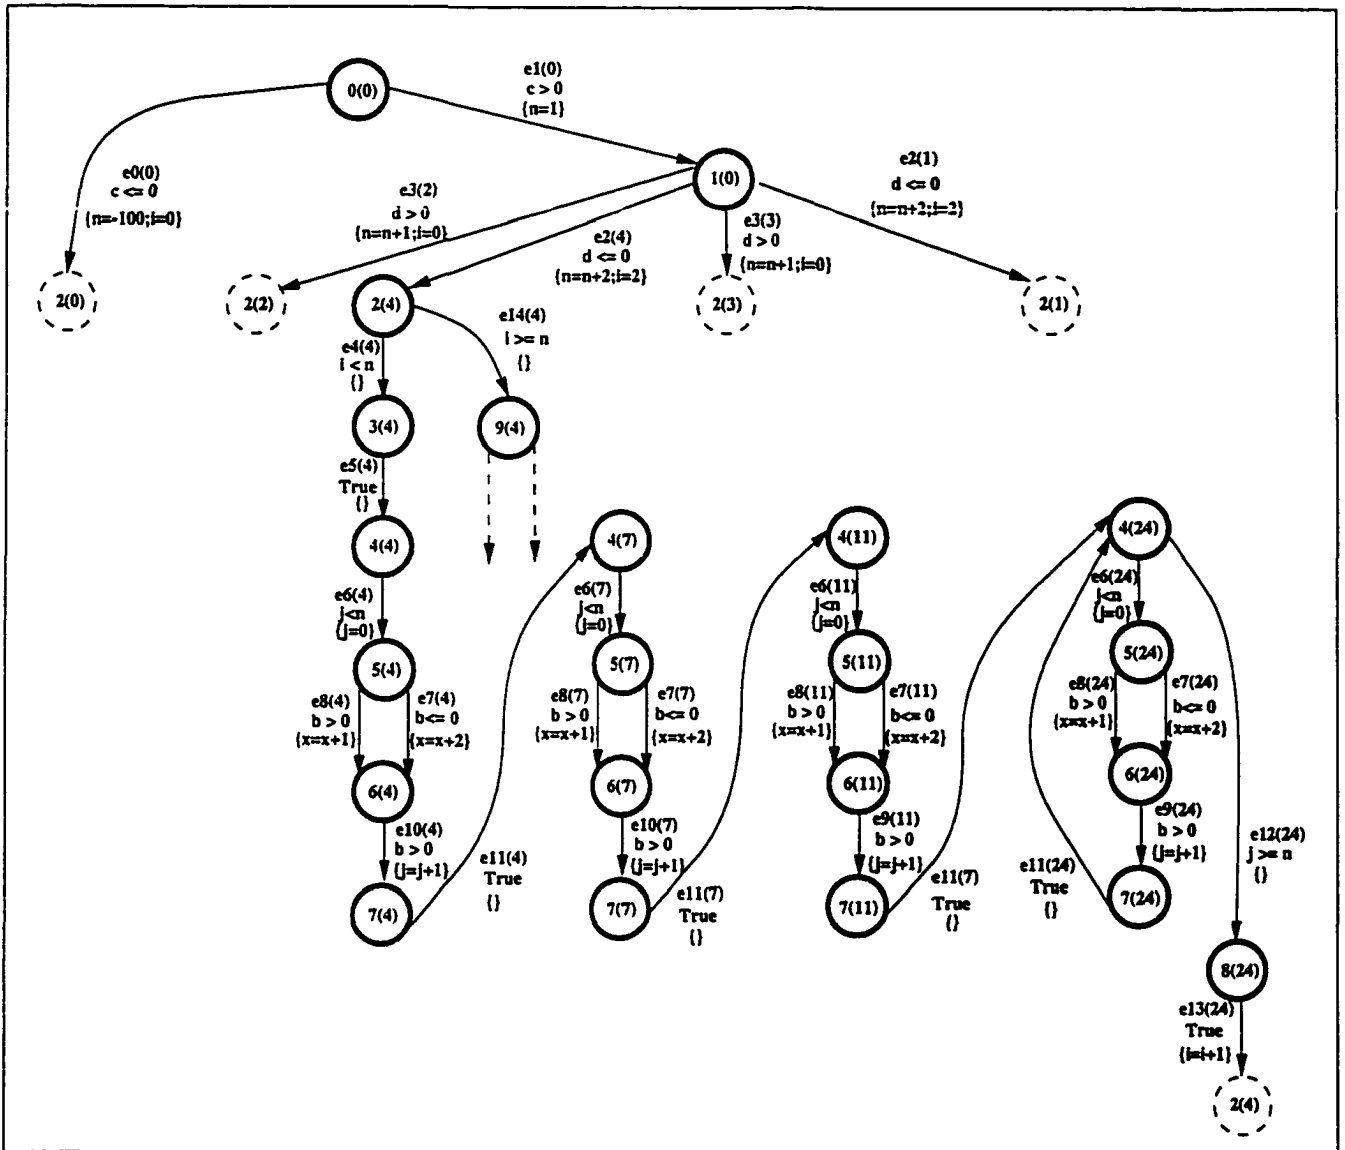 0(0)
e1(0)
c > 0
{n=1}
e0(0)
c <= 0
{n=-100;i=0}
1(0)
e3(2)
d > 0
{n=n+1;i=0}
e2(4)
d <= 0
{n=n+2;i=2}
e3(3)
d > 0
{n=n+1;i=0}
e2(1)
d <= 0
{n=n+2;i=2}
2(0)
2(2)
2(4)
2(3)
2(1)
e14(4)
i >= n
{}
e4(4)
i < n
{}
3(4)
9(4)
e5(4)
True
{}
4(4)
e6(4)
j<n
{j=0}
5(4)
e8(4)
b > 0
{x=x+1}
e7(4)
b<= 0
{x=x+2}
6(4)
e10(4)
b > 0
{j=j+1}
7(4)
e11(4)
True
{}
4(7)
e6(7)
j<n
{j=0}
5(7)
e8(7)
b > 0
{x=x+1}
e7(7)
b<= 0
{x=x+2}
6(7)
e10(7)
b > 0
{j=j+1}
7(7)
e11(7)
True
{}
4(11)
e6(11)
j<n
{j=0}
5(11)
e8(11)
b > 0
{x=x+1}
e7(11)
b<= 0
{x=x+2}
6(11)
e9(11)
b > 0
{j=j+1}
7(11)
e11(7)
True
{}
4(24)
e6(24)
j<n
{j=0}
5(24)
e8(24)
b > 0
{x=x+1}
e7(24)
b<= 0
{x=x+2}
6(24)
e9(24)
b > 0
{j=j+1}
7(24)
e11(24)
True
{}
e12(24)
j >= n
{}
8(24)
e13(24)
True
{i=i+1}
2(4)